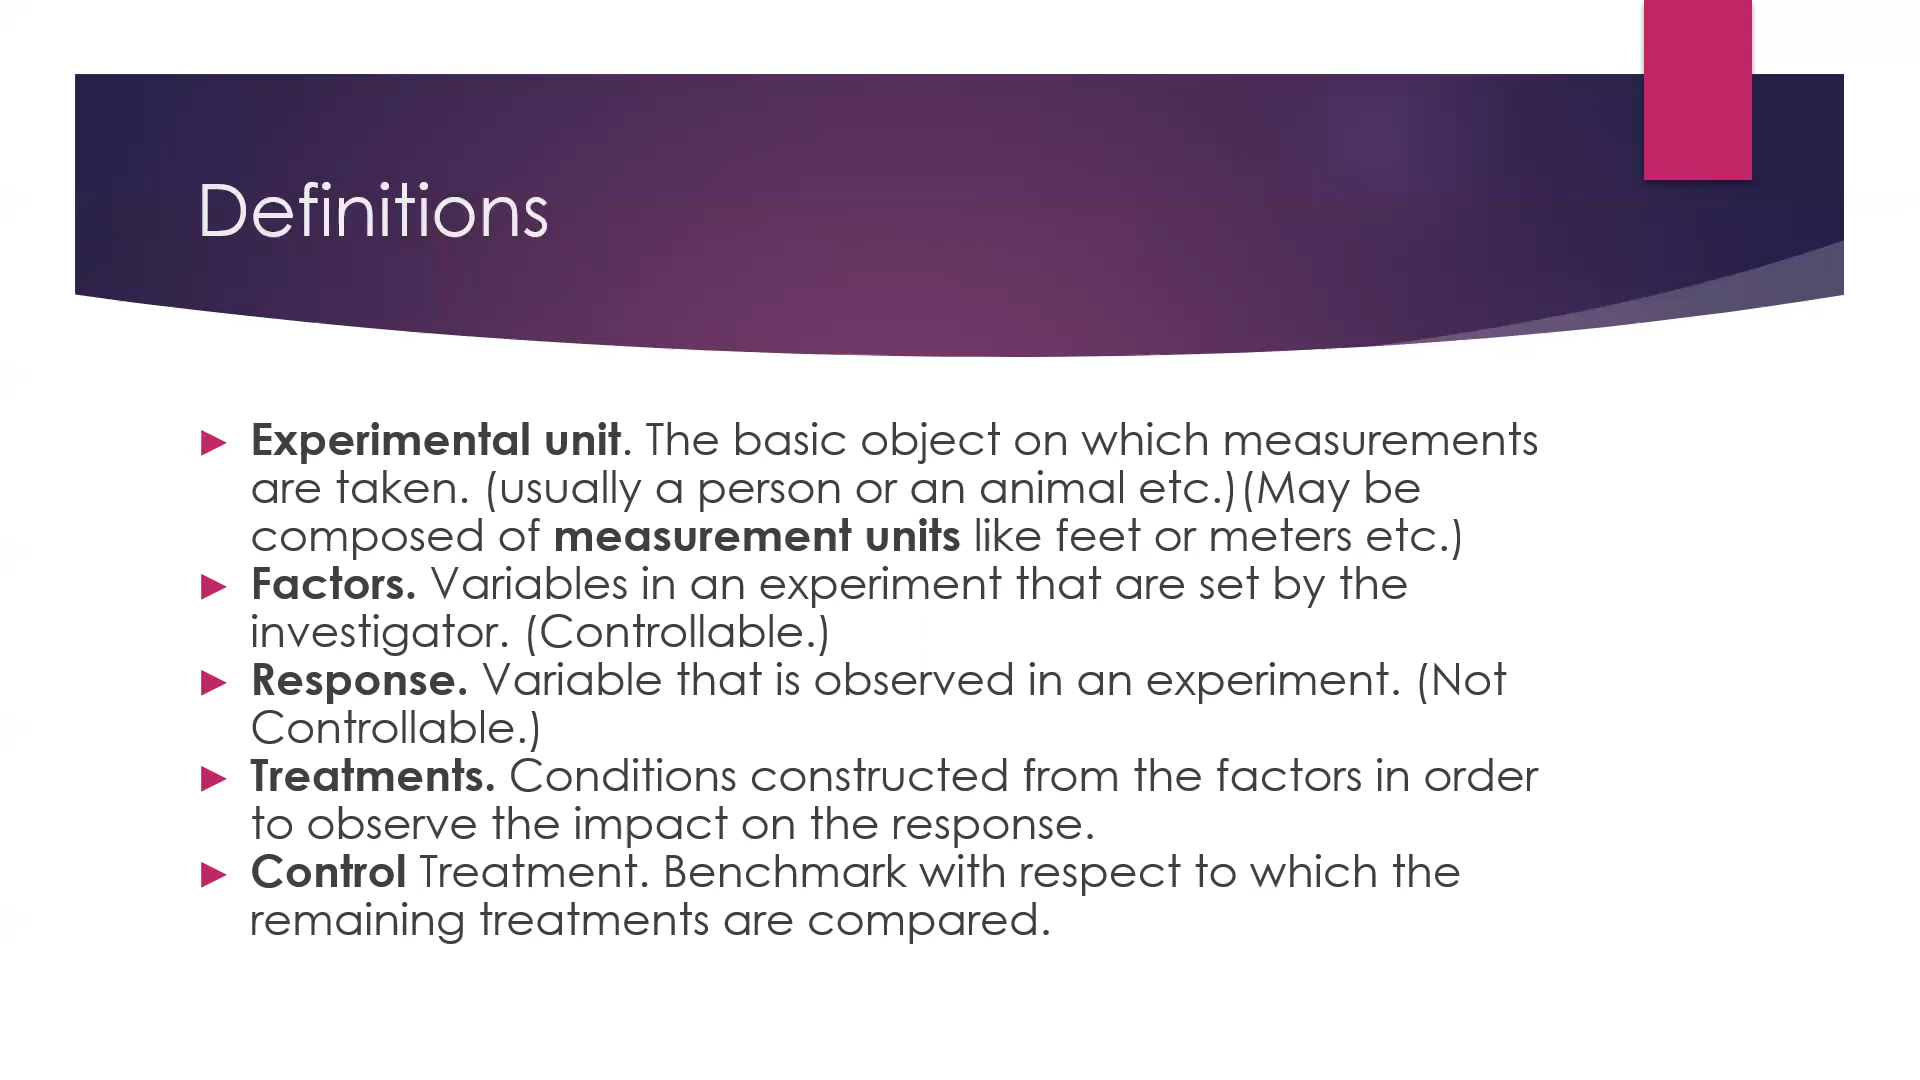 Definitions
► Experimental unit. The basic object on which measurements
are taken. (usually a person or an animal etc.)(May be
composed of measurement units like feet or meters etc.)
► Factors. Variables in an experiment that are set by the
investigator. (Controllable.)
► Response. Variable that is observed in an experiment. (Not
Controllable.)
► Treatments. Conditions constructed from the factors in order
to observe the impact on the response.
► Control Treatment. Benchmark with respect to which the
remaining treatments are compared.